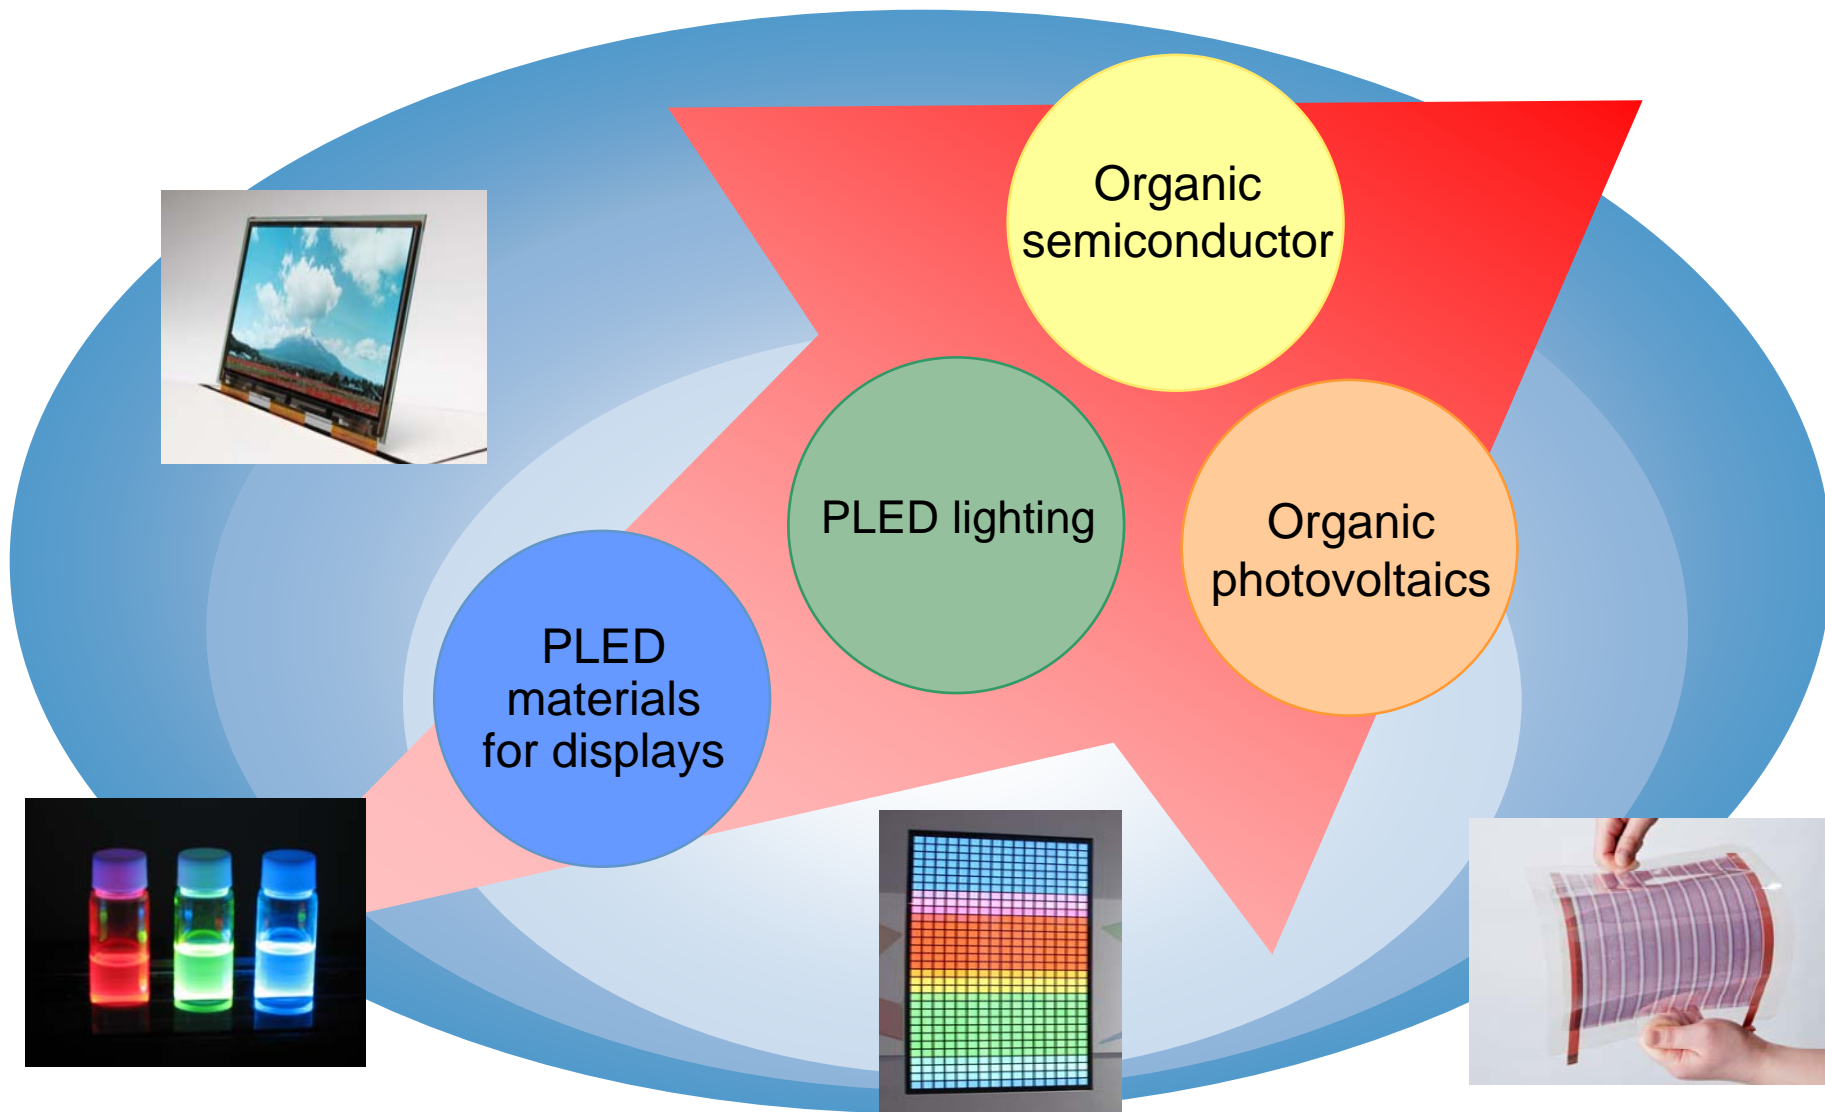 Organic
semiconductor
PLED lighting
Organic
photovoltaics
PLED
materials
for displays